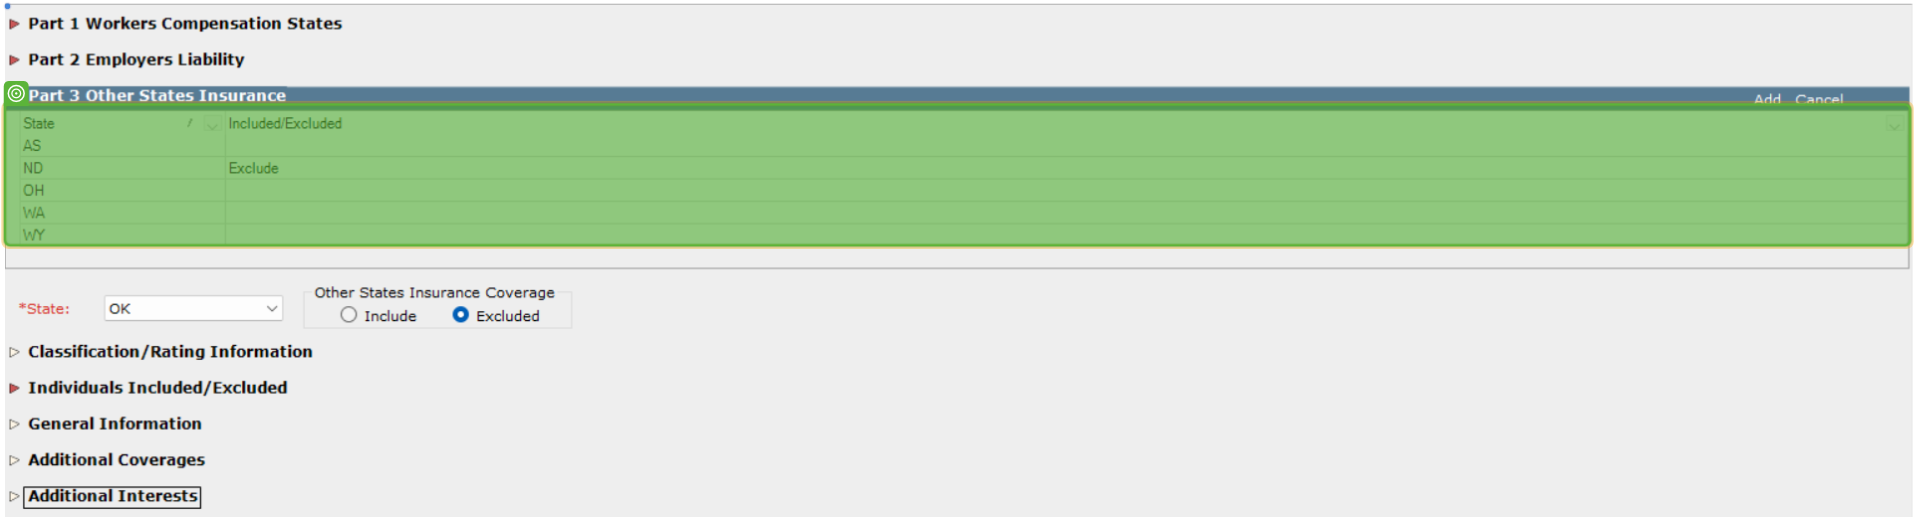 Part 1 Workers Compensation States
Part 2 Employers Liability
Part 3 Other States Insurance Add Cancel
State / Included/Excluded
AS
ND Exclude
OH
WA
WY
*State: OK Other States Insurance Coverage
Include Excluded
Classification/Rating Information
Individuals Included/Excluded
General Information
Additional Coverages
Additional Interests